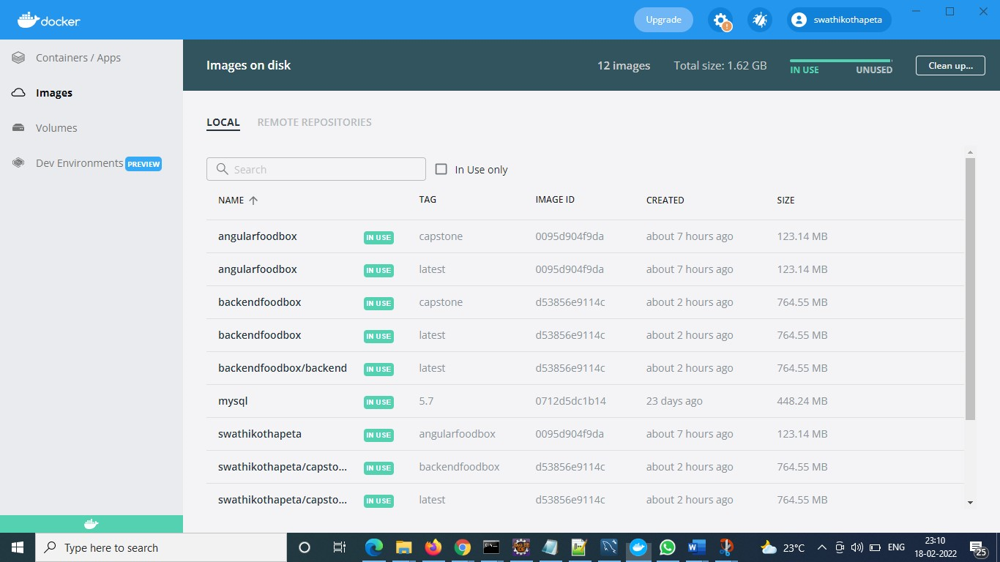 docker
Upgrade
swathikothapeta
Containers / Apps
Images
Volumes
Dev Environments PREVIEW
Images on disk
12 images
Total size: 1.62 GB
IN USE UNUSED
Clean up...
LOCAL REMOTE REPOSITORIES
Search
In Use only
NAME TAG IMAGE ID CREATED SIZE
angularfoodbox IN USE capstone 0095d904f9da about 7 hours ago 123.14 MB
angularfoodbox IN USE latest 0095d904f9da about 7 hours ago 123.14 MB
backendfoodbox IN USE capstone d53856e9114c about 2 hours ago 764.55 MB
backendfoodbox IN USE latest d53856e9114c about 2 hours ago 764.55 MB
backendfoodbox/backend IN USE latest d53856e9114c about 2 hours ago 764.55 MB
mysql IN USE 5.7 0712d5dc1b14 23 days ago 448.24 MB
swathikothapeta IN USE angularfoodbox 0095d904f9da about 7 hours ago 123.14 MB
swathikothapeta/capsto... IN USE backendfoodbox d53856e9114c about 2 hours ago 764.55 MB
swathikothapeta/capsto... IN USE latest d53856e9114c about 2 hours ago 764.55 MB
Type here to search
23°C
ENG
23:10
18-02-2022
25